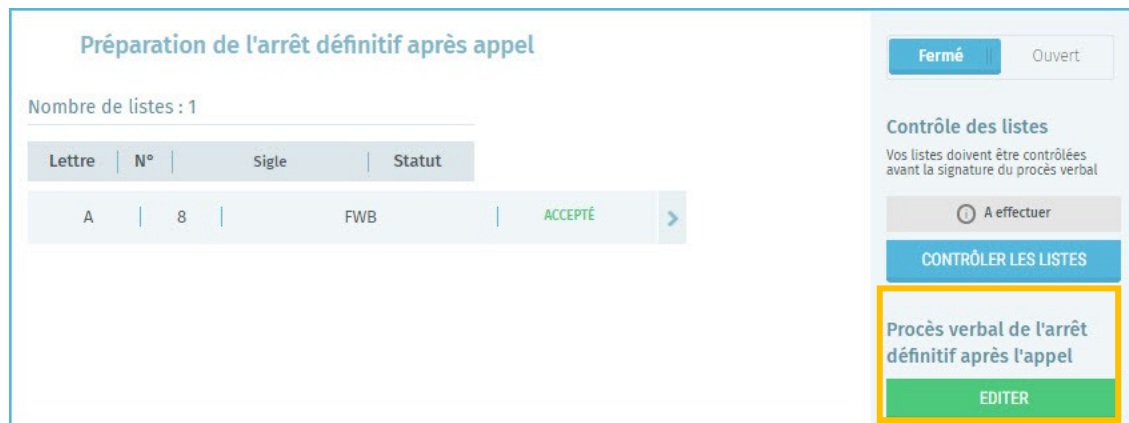 Préparation de l'arrêt définitif après appel
Nombre de listes : 1
Lettre N° Sigle Statut
A 8 FWB ACCEPTÉ
Fermé Ouvert
Contrôle des listes
Vos listes doivent être contrôlées
avant la signature du procès verbal
A effectuer
CONTRÔLER LES LISTES
Procès verbal de l'arrêt
définitif après l'appel
EDITER